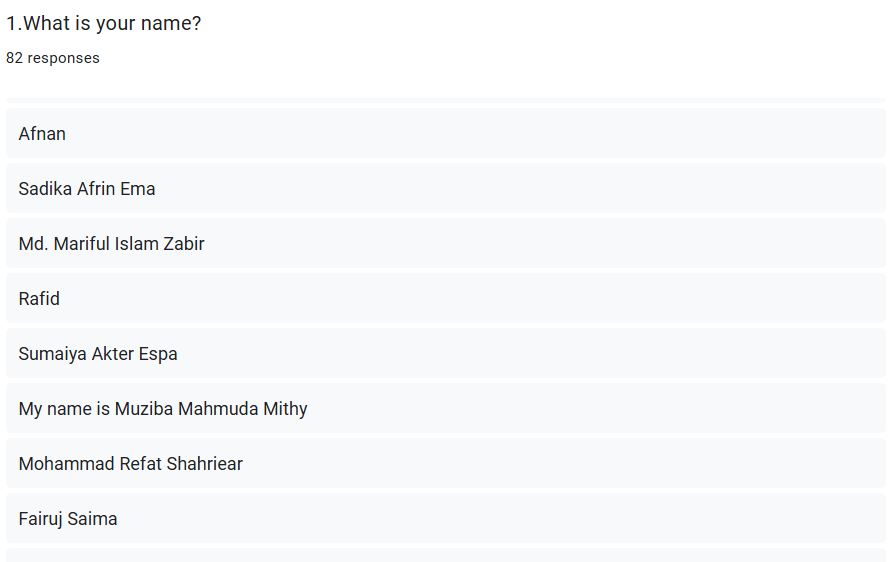 1.What is your name?
82 responses
Afnan
Sadika Afrin Ema
Md. Mariful Islam Zabir
Rafid
Sumaiya Akter Espa
My name is Muziba Mahmuda Mithy
Mohammad Refat Shahriear
Fairuj Saima